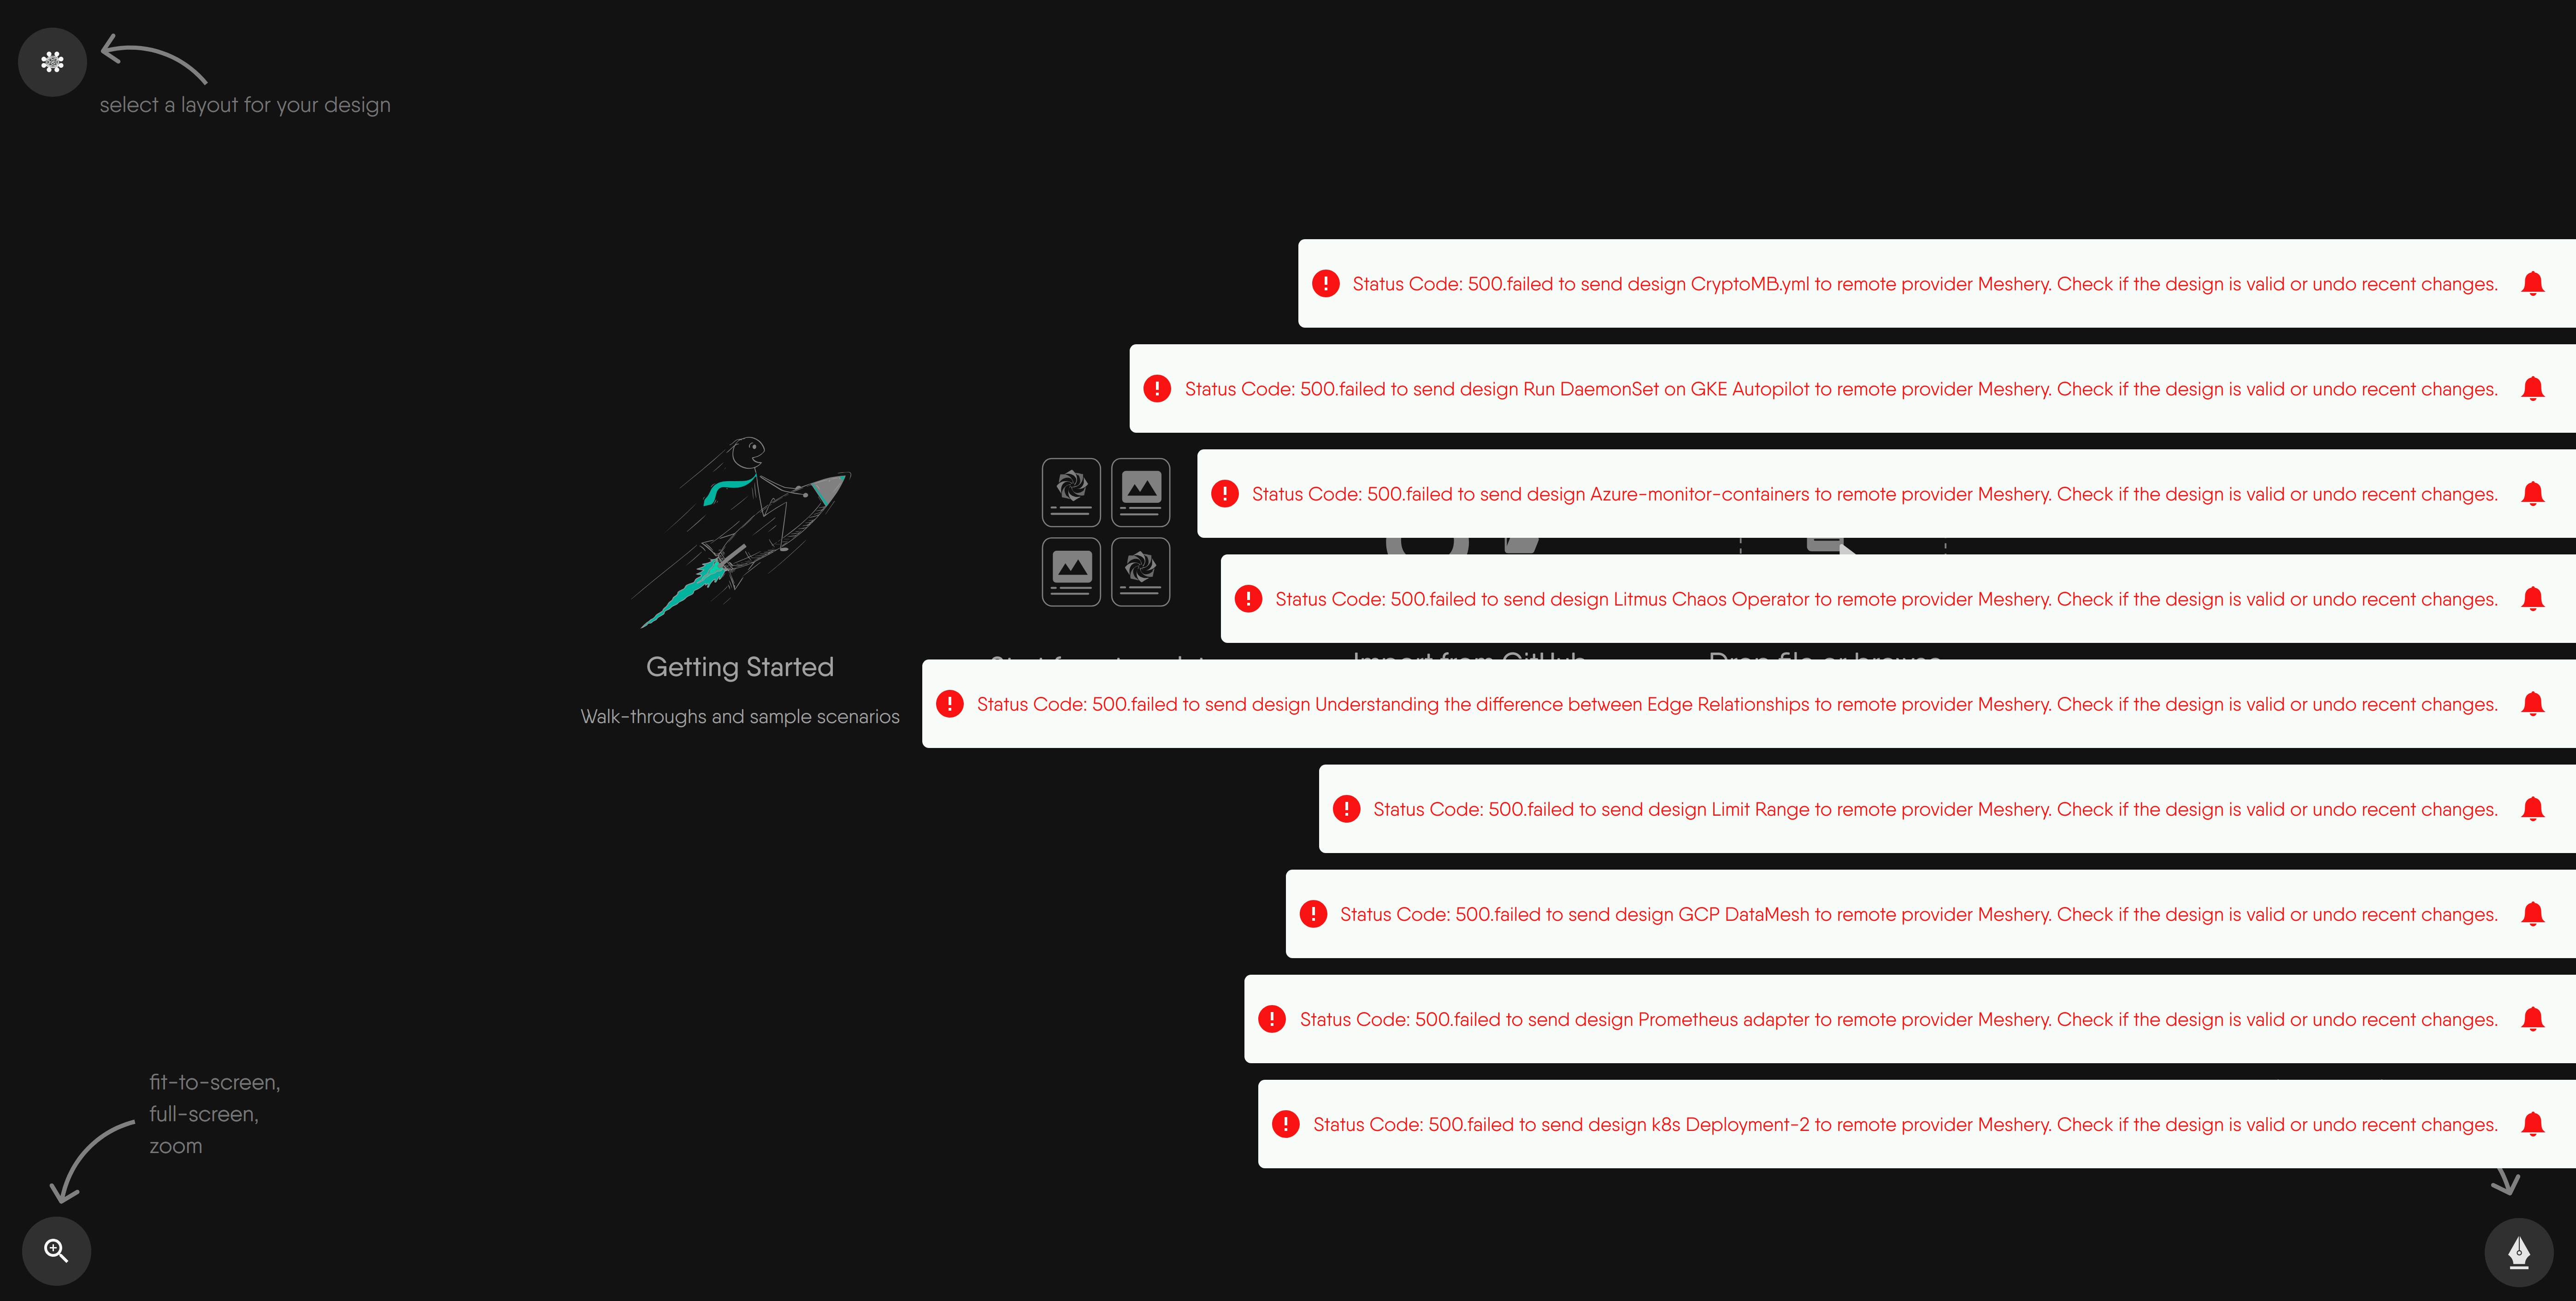 select a layout for your design
Status Code: 500.failed to send design CryptoMB.yml to remote provider Meshery. Check if the design is valid or undo recent changes.
Status Code: 500.failed to send design Run DaemonSet on GKE Autopilot to remote provider Meshery. Check if the design is valid or undo recent changes.
Status Code: 500.failed to send design Azure-monitor-containers to remote provider Meshery. Check if the design is valid or undo recent changes.
Status Code: 500.failed to send design Litmus Chaos Operator to remote provider Meshery. Check if the design is valid or undo recent changes.
Getting Started
Import from GitHub
Drop file or browse
Walk-throughs and sample scenarios
Status Code: 500.failed to send design Understanding the difference between Edge Relationships to remote provider Meshery. Check if the design is valid or undo recent changes.
Status Code: 500.failed to send design Limit Range to remote provider Meshery. Check if the design is valid or undo recent changes.
Status Code: 500.failed to send design GCP DataMesh to remote provider Meshery. Check if the design is valid or undo recent changes.
Status Code: 500.failed to send design Prometheus adapter to remote provider Meshery. Check if the design is valid or undo recent changes.
Status Code: 500.failed to send design k8s Deployment-2 to remote provider Meshery. Check if the design is valid or undo recent changes.
fit-to-screen,
full-screen,
zoom